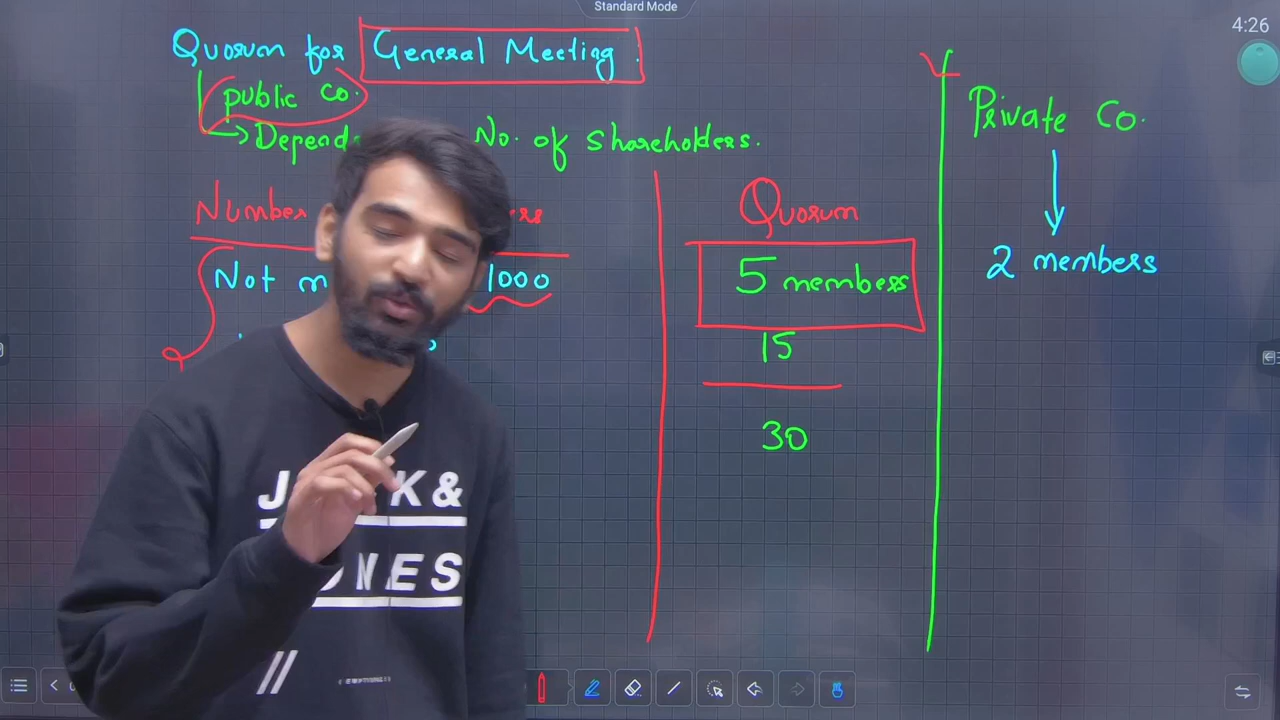 Standard Mode
4:26
Quorum for General Meeting.
public co.
No. of shareholders.
Private Co.
Number
Quorum
Not 1000
5 members
2 members
15
30
J K &
NES